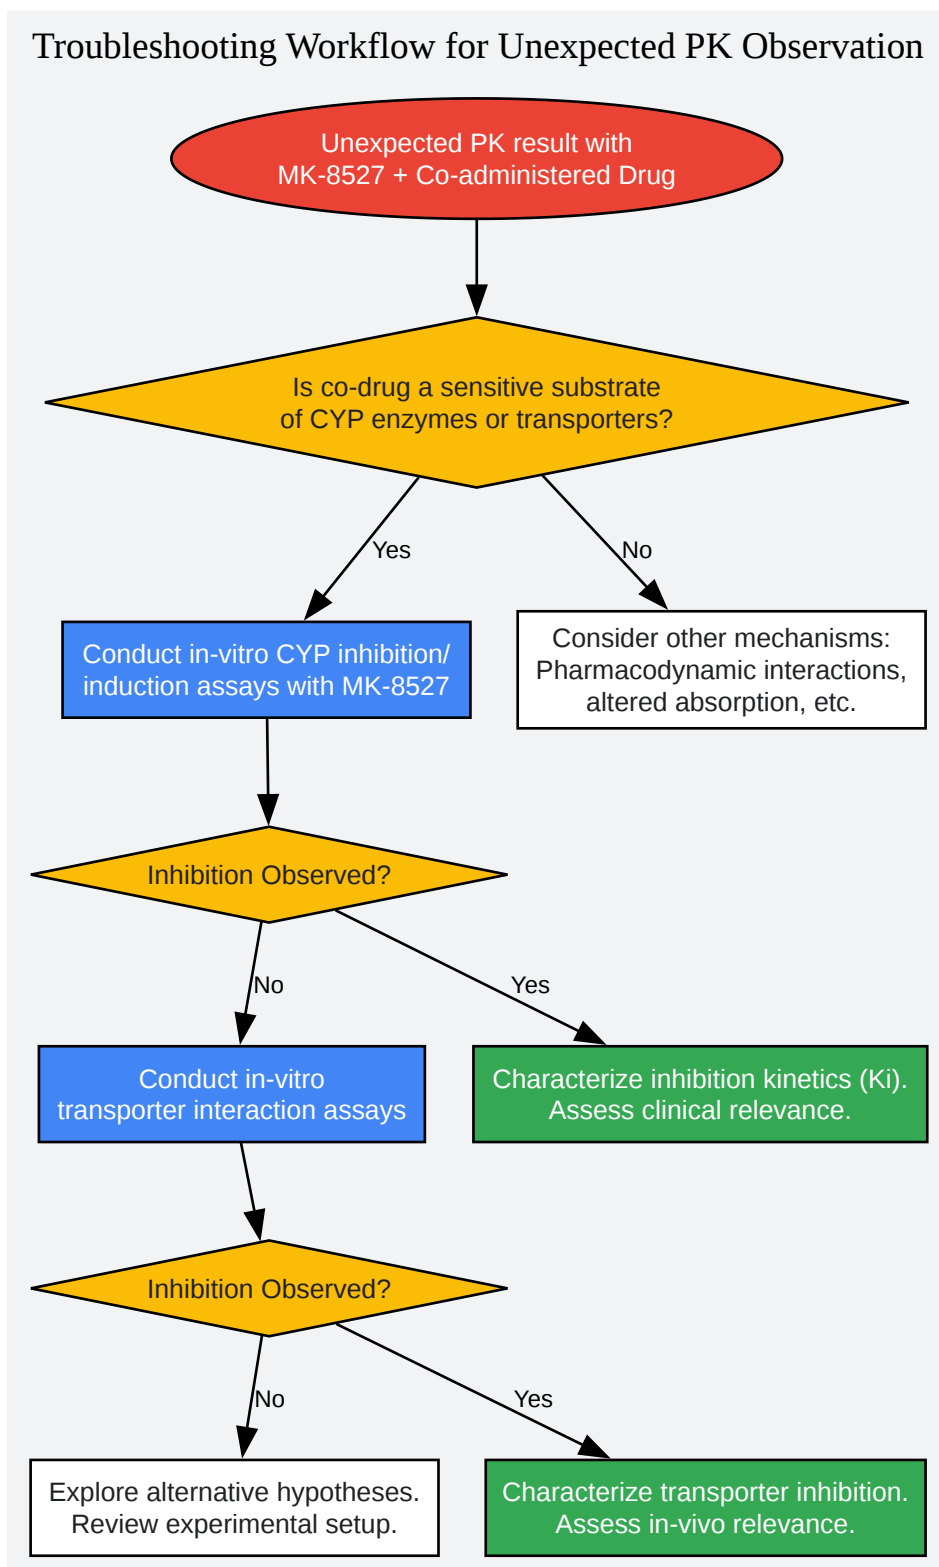 Troubleshooting Workflow for Unexpected PK Observation
Unexpected PK result with
MK-8527 + Co-administered Drug
Is co-drug a sensitive substrate
of CYP enzymes or transporters?
Yes
No
Conduct in-vitro CYP inhibition/
induction assays with MK-8527
Consider other mechanisms:
Pharmacodynamic interactions,
altered absorption, etc.
Inhibition Observed?
No
Yes
Conduct in-vitro
transporter interaction assays
Characterize inhibition kinetics (Ki).
Assess clinical relevance.
Inhibition Observed?
No
Yes
Explore alternative hypotheses.
Review experimental setup.
Characterize transporter inhibition.
Assess in-vivo relevance.